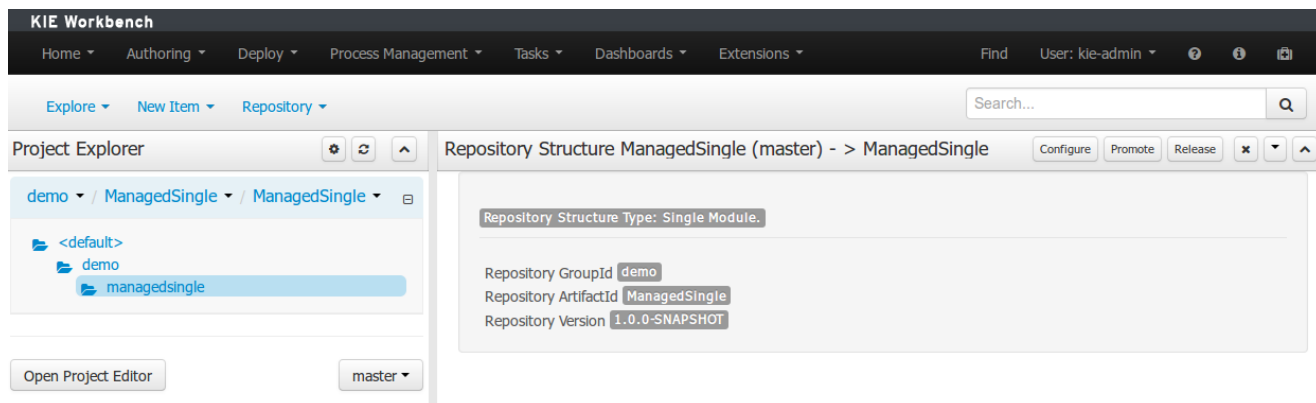 KIE Workbench
Home Authoring Deploy Process Management Tasks Dashboards Extensions Find User: kie-admin
Explore New Item Repository Search...
Project Explorer
demo / ManagedSingle / ManagedSingle
<default>
demo
managedsingle
Open Project Editor master
Repository Structure ManagedSingle (master) - > ManagedSingle Configure Promote Release
Repository Structure Type: Single Module.
Repository GroupId demo
Repository ArtifactId ManagedSingle
Repository Version 1.0.0-SNAPSHOT